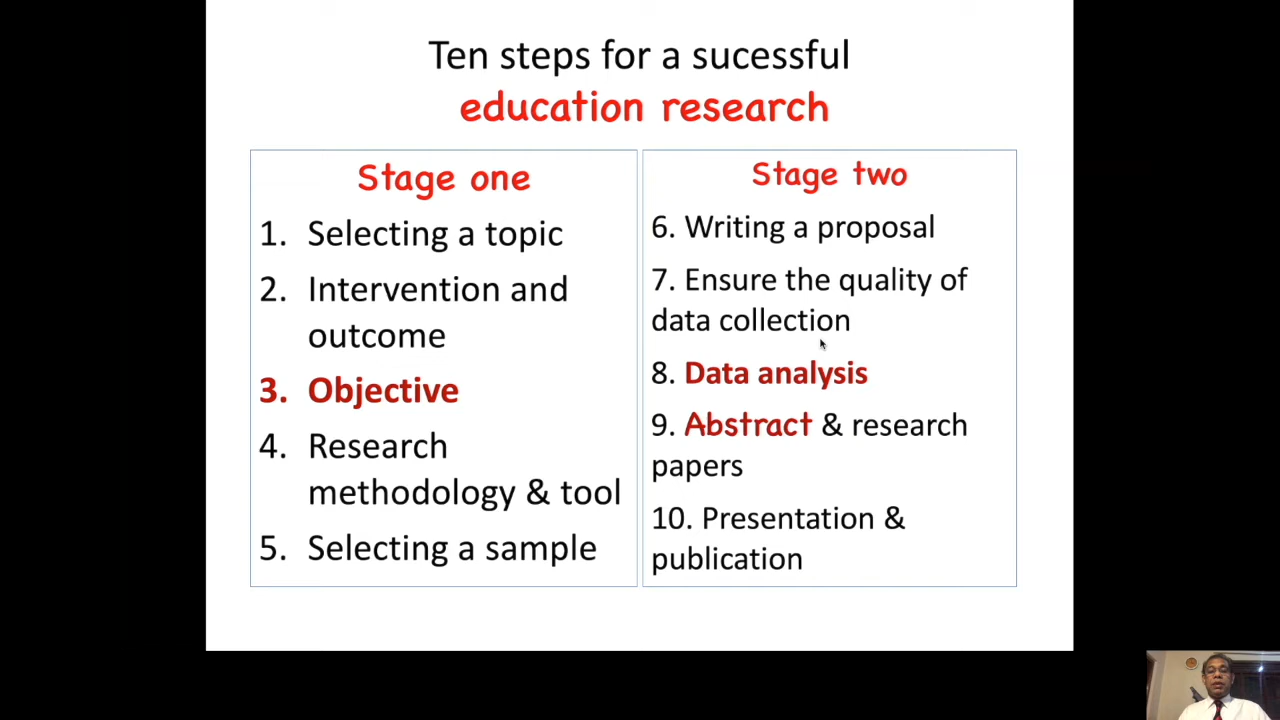 Ten steps for a sucessful
education research
Stage one
1. Selecting a topic
2. Intervention and
outcome
3. Objective
4. Research
methodology & tool
5. Selecting a sample
Stage two
6. Writing a proposal
7. Ensure the quality of
data collection
8. Data analysis
9. Abstract & research
papers
10. Presentation &
publication